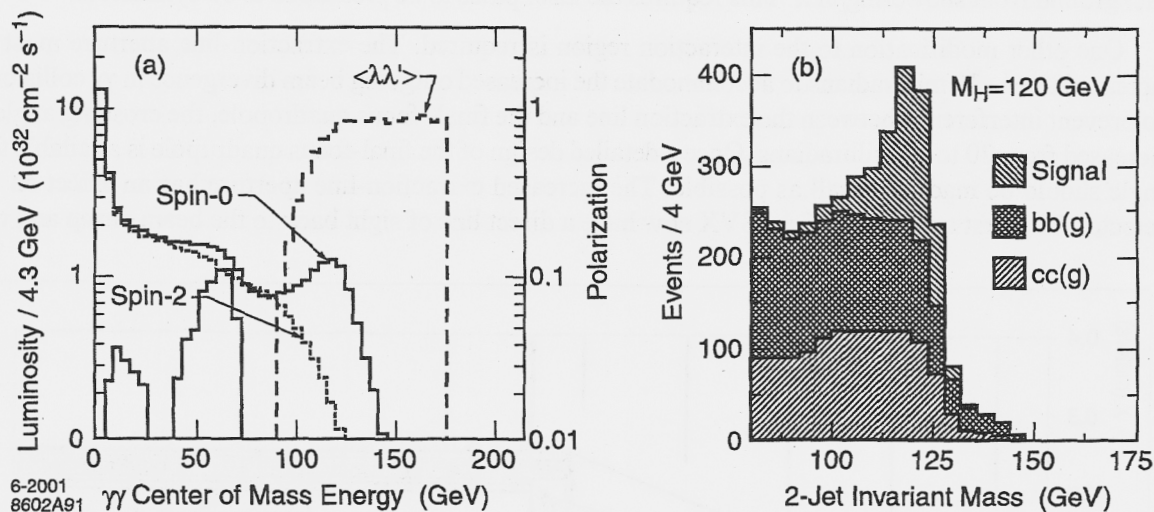 (a)
<λλ'>
Spin-0
Spin-2
Luminosity / 4.3 GeV (10³² cm⁻² s⁻¹)
10
1
0
1
0.1
0.01
Polarization
0 50 100 150 200
γγ Center of Mass Energy (GeV)
6-2001
8602A91
(b)
M_H=120 GeV
Signal
bb(g)
cc(g)
Events / 4 GeV
400
300
200
100
0
100 125 150 175
2-Jet Invariant Mass (GeV)